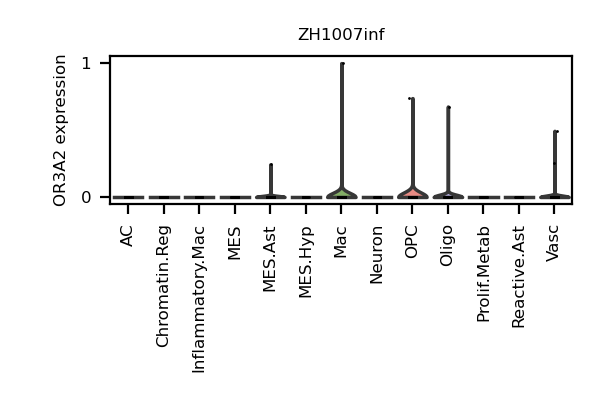 ZH1007inf
OR3A2 expression
1
0
AC
Chromatin.Reg
Inflammatory.Mac
MES
MES.Ast
MES.Hyp
Mac
Neuron
OPC
Oligo
Prolif.Metab
Reactive.Ast
Vasc